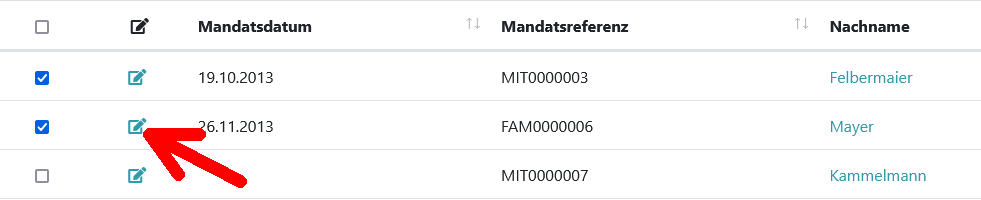 Mandatsdatum Mandatsreferenz Nachname
19.10.2013 MIT0000003 Felbermaier
26.11.2013 FAM0000006 Mayer
MIT0000007 Kammelmann